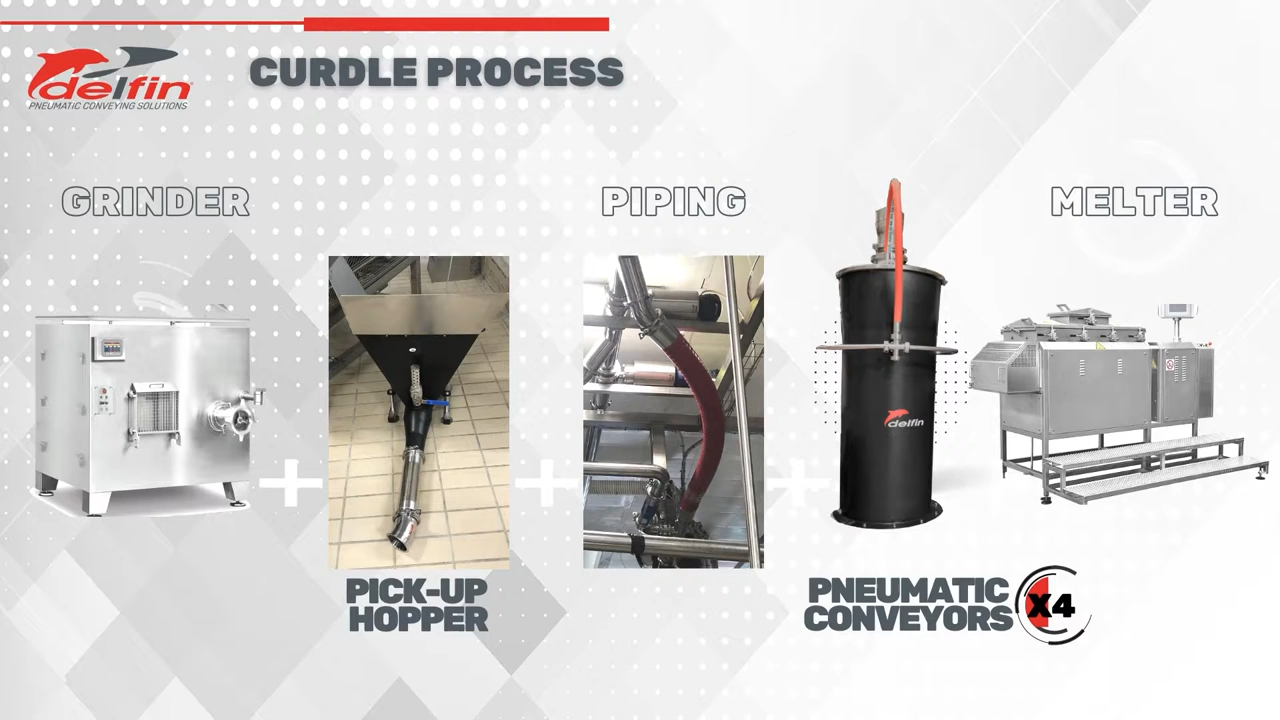 delfin
PNEUMATIC CONVEYING SOLUTIONS
CURDLE PROCESS
GRINDER
PIPING
MELTER
delfin
PICK-UP
HOPPER
PNEUMATIC
CONVEYORS
X4